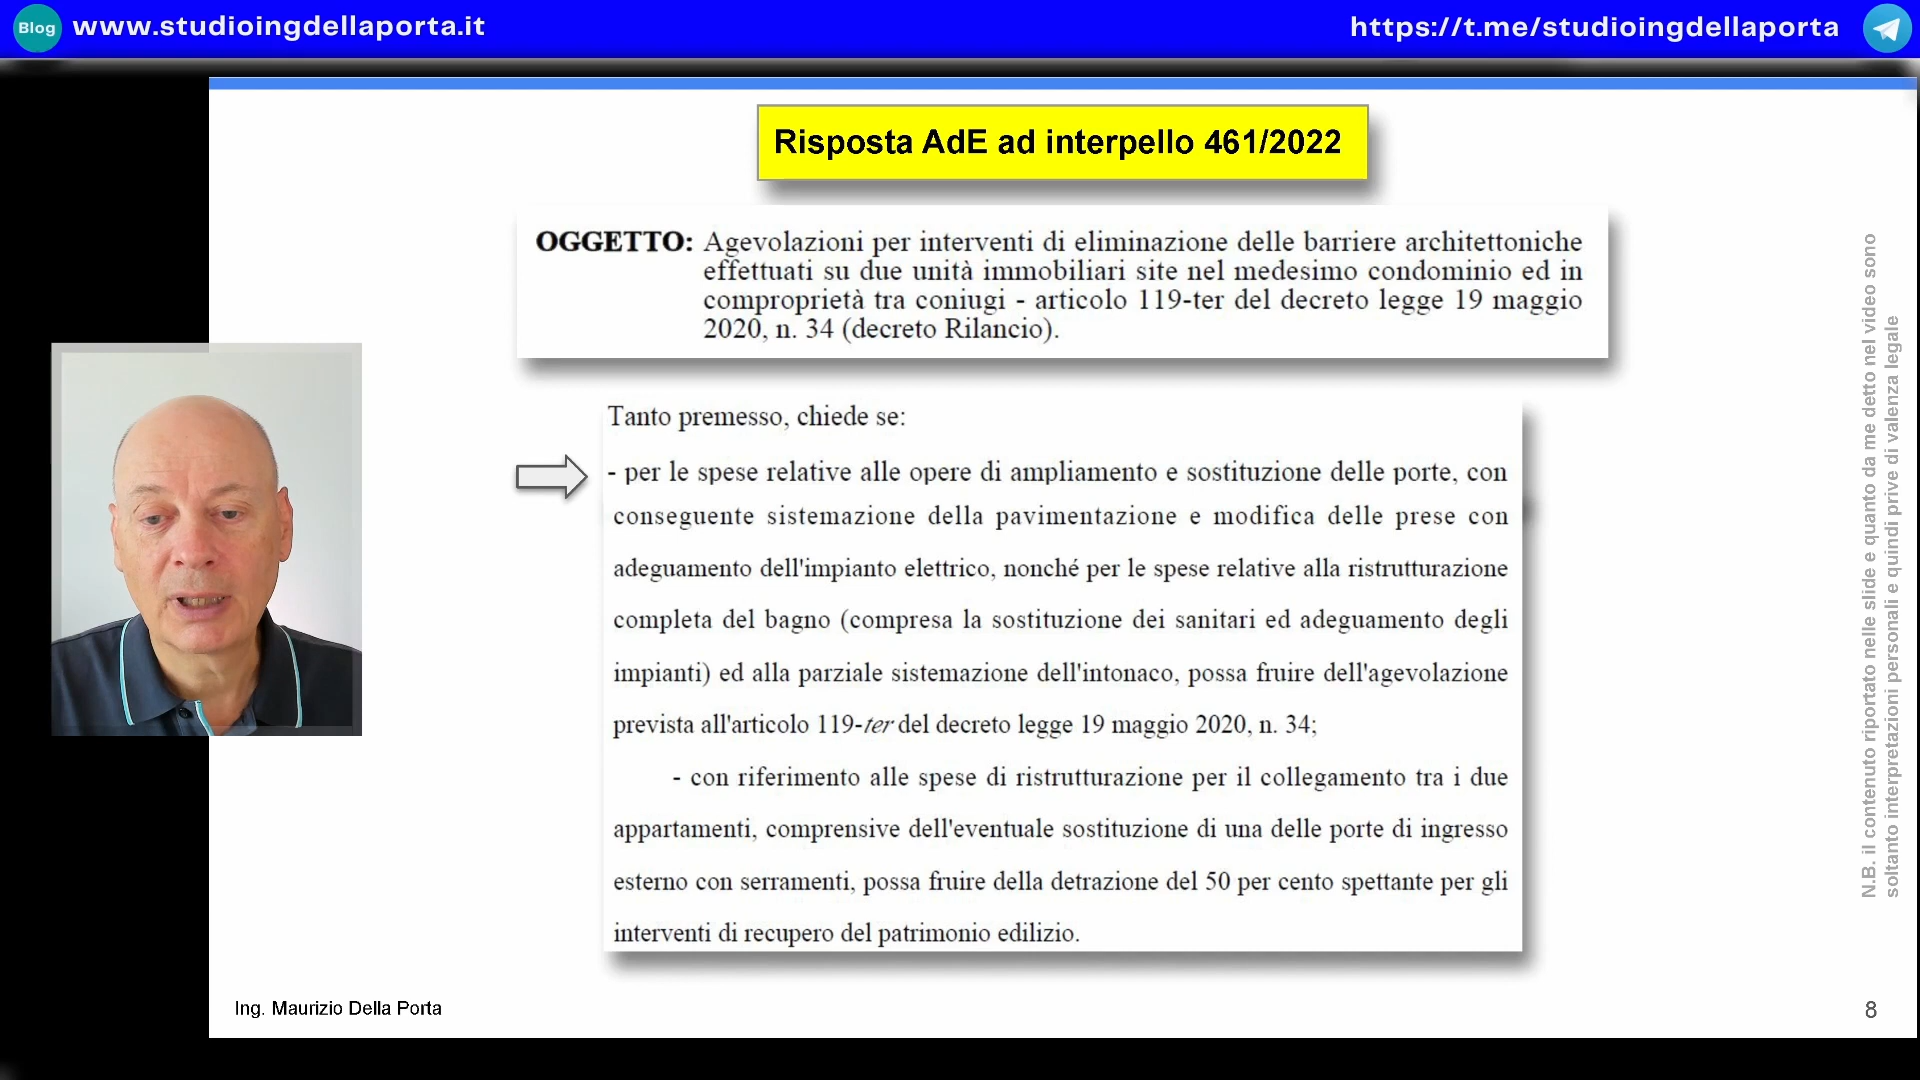 Blog www.studioingdellaporta.it
https://t.me/studioingdellaporta
Risposta AdE ad interpello 461/2022
OGGETTO: Agevolazioni per interventi di eliminazione delle barriere architettoniche
effettuati su due unità immobiliari site nel medesimo condominio ed in
comproprietà tra coniugi - articolo 119-ter del decreto legge 19 maggio
2020, n. 34 (decreto Rilancio).
Tanto premesso, chiede se:
- per le spese relative alle opere di ampliamento e sostituzione delle porte, con
conseguente sistemazione della pavimentazione e modifica delle prese con
adeguamento dell'impianto elettrico, nonché per le spese relative alla ristrutturazione
completa del bagno (compresa la sostituzione dei sanitari ed adeguamento degli
impianti) ed alla parziale sistemazione dell'intonaco, possa fruire dell'agevolazione
prevista all'articolo 119-ter del decreto legge 19 maggio 2020, n. 34;
- con riferimento alle spese di ristrutturazione per il collegamento tra i due
appartamenti, comprensive dell'eventuale sostituzione di una delle porte di ingresso
esterno con serramenti, possa fruire della detrazione del 50 per cento spettante per gli
interventi di recupero del patrimonio edilizio.
N.B. il contenuto riportato nelle slide e quanto da me detto nel video sono
soltanto interpretazioni personali e quindi prive di valenza legale
Ing. Maurizio Della Porta
8